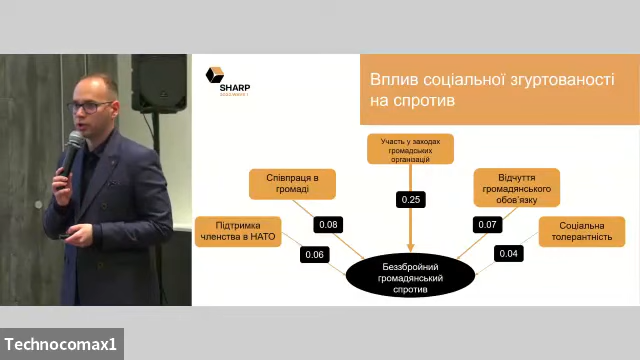 SHARP
Вплив соціальної згуртованості
на спротив
Участь у заходах
громадських
організацій
Співпраця в
громаді
Відчуття
громадянського
обов'язку
Підтримка
членства в НАТО
Соціальна
толерантність
0.25
0.08
0.07
0.06
0.04
Беззбройний
громадянський
спротив
Technocomax1